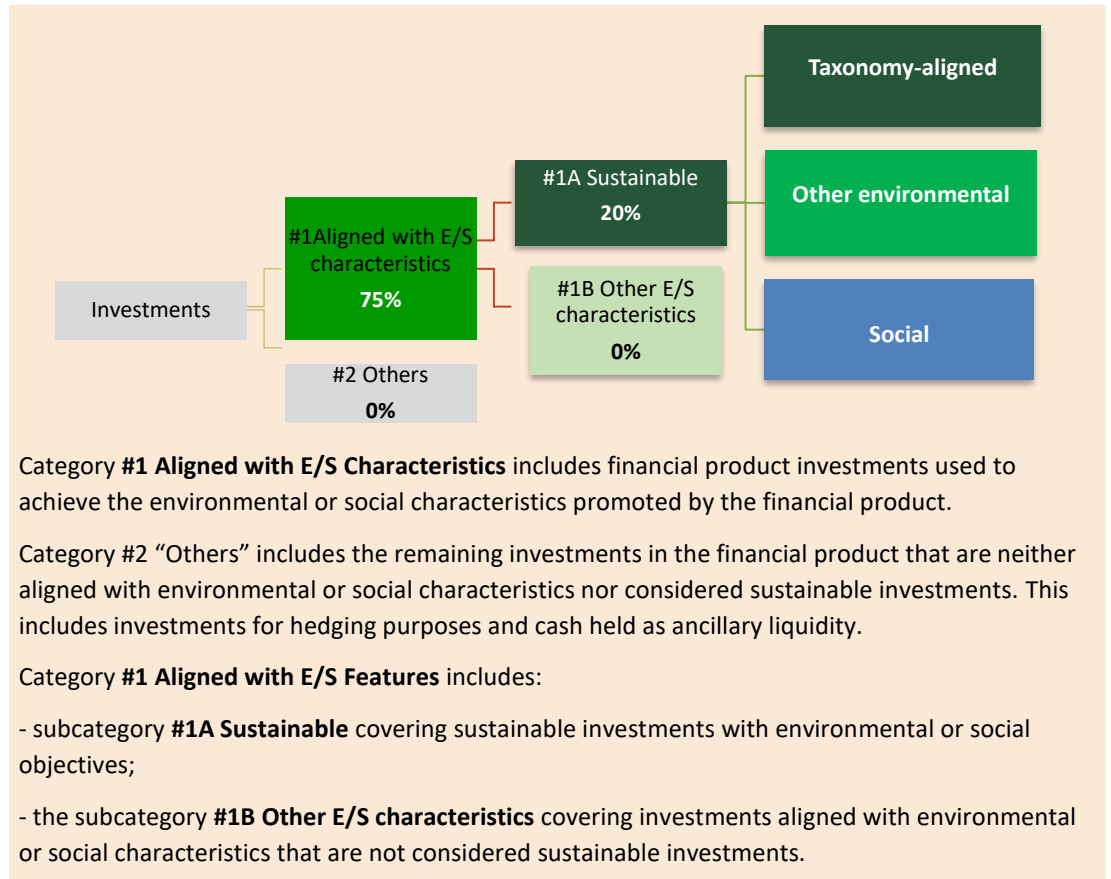 Taxonomy-aligned
#1A Sustainable
20%
Other environmental
#1Aligned with E/S
characteristics
75%
Investments
#1B Other E/S
characteristics
0%
Social
#2 Others
0%
Category #1 Aligned with E/S Characteristics includes financial product investments used to
achieve the environmental or social characteristics promoted by the financial product.
Category #2 “Others” includes the remaining investments in the financial product that are neither
aligned with environmental or social characteristics nor considered sustainable investments. This
includes investments for hedging purposes and cash held as ancillary liquidity.
Category #1 Aligned with E/S Features includes:
- subcategory #1A Sustainable covering sustainable investments with environmental or social
objectives;
- the subcategory #1B Other E/S characteristics covering investments aligned with environmental
or social characteristics that are not considered sustainable investments.